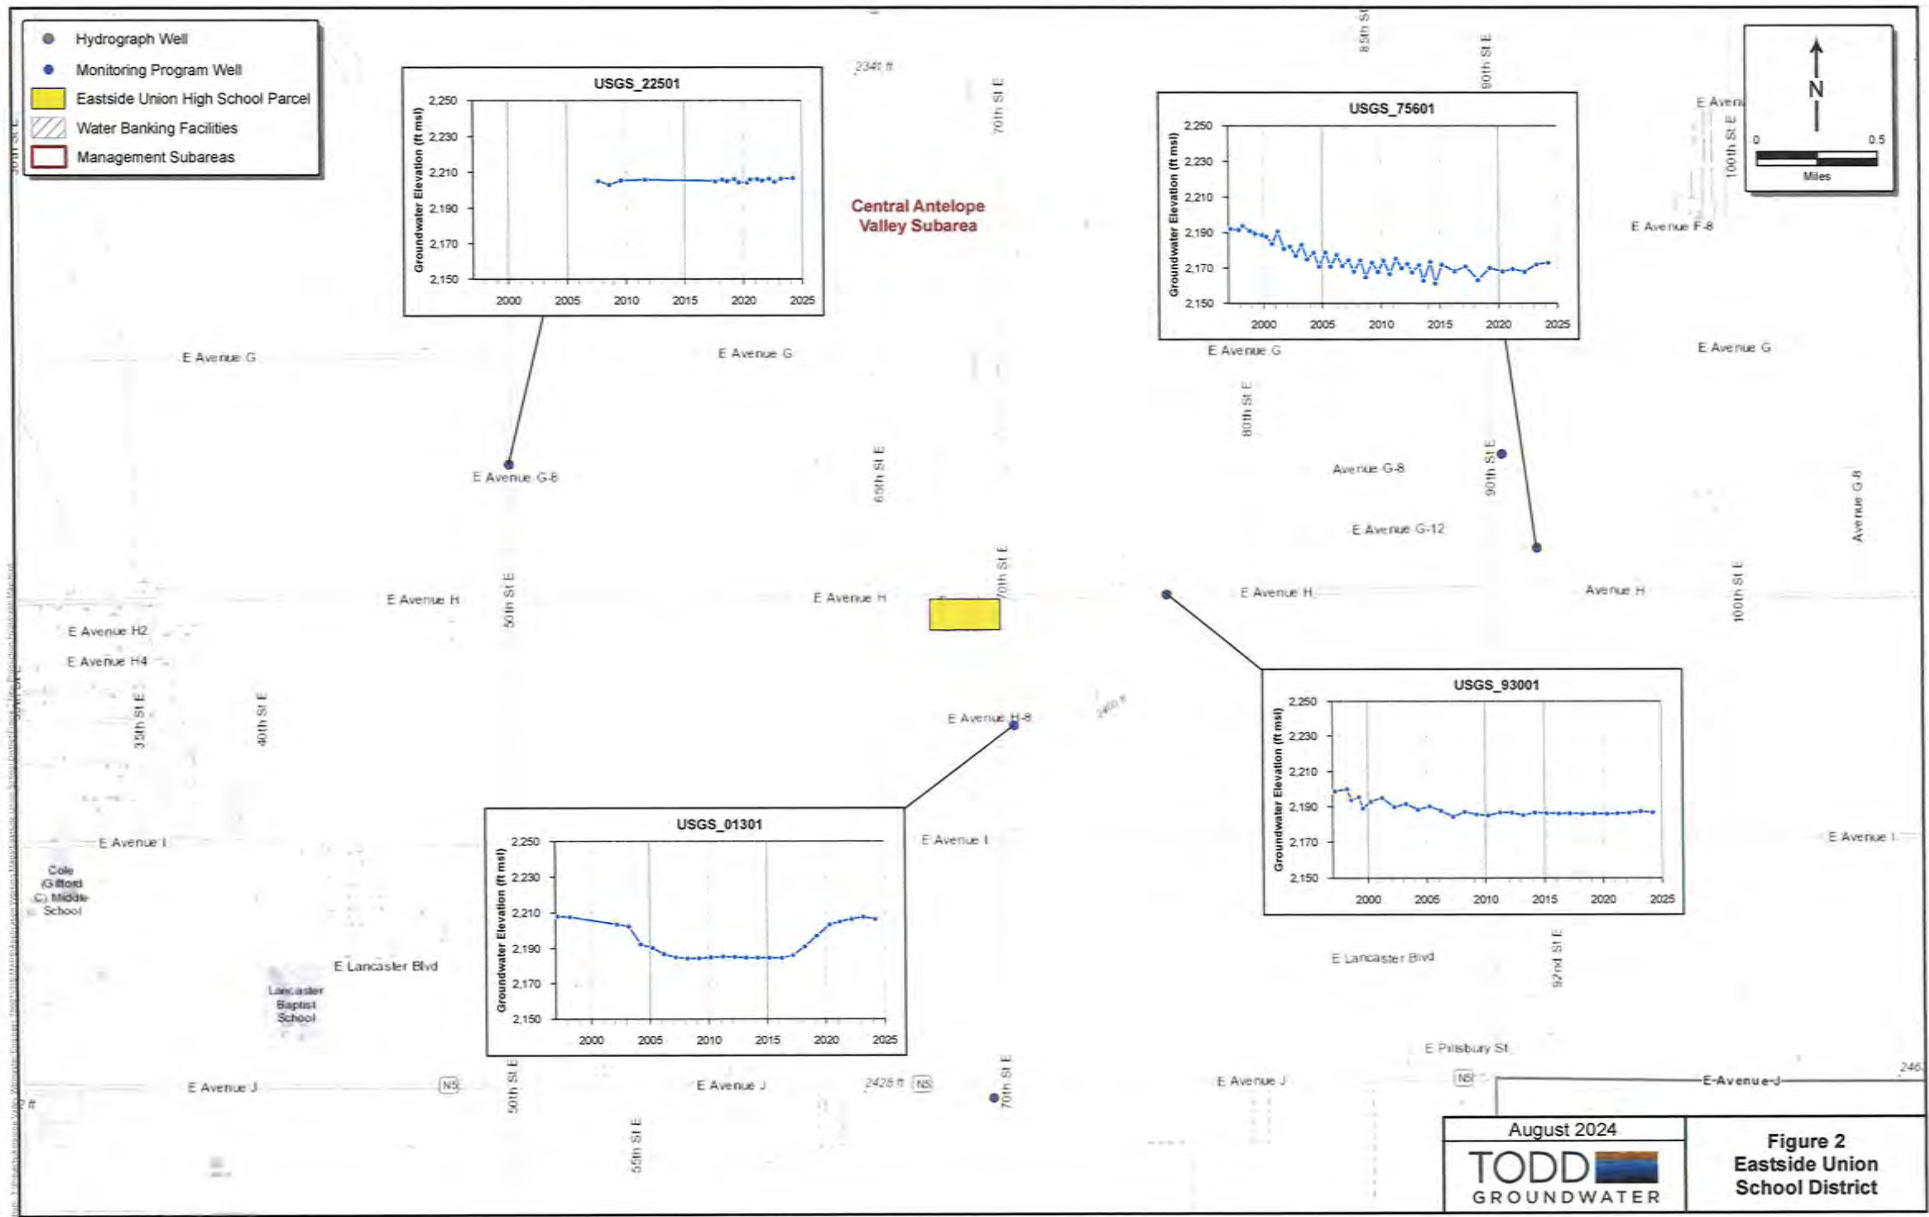 Hydrograph Well
Monitoring Program Well
Eastside Union High School Parcel
Water Banking Facilities
Management Subareas
2341 ft
70th St E
85th St E
90th St E
N
0 0.5
Miles
100th St E
E Avenue F-8
Central Antelope
Valley Subarea
USGS_22501
Groundwater Elevation (ft msl)
2,250
2,230
2,210
2,190
2,170
2,150
2000 2005 2010 2015 2020 2025
USGS_75601
Groundwater Elevation (ft msl)
2,250
2,230
2,210
2,190
2,170
2,150
2000 2005 2010 2015 2020 2025
E Avenue G
E Avenue G
E Avenue G
E Avenue G
80th St E
65th St E
90th St E
E Avenue G-8
Avenue G-8
Avenue G-8
E Avenue G-12
50th St E
70th St E
100th St E
E Avenue H
E Avenue H
E Avenue H
Avenue H
E Avenue H2
E Avenue H4
35th St E
40th St E
E Avenue H-8
2400 ft
USGS_93001
Groundwater Elevation (ft msl)
2,250
2,230
2,210
2,190
2,170
2,150
2000 2005 2010 2015 2020 2025
USGS_01301
Groundwater Elevation (ft msl)
2,250
2,230
2,210
2,190
2,170
2,150
2000 2005 2010 2015 2020 2025
E Avenue I
E Avenue I
E Avenue I
Cole
(Gifford
C) Middle
School
E Lancaster Blvd
E Lancaster Blvd
92nd St E
Lancaster
Baptist
School
E Pillsbury St
E Avenue J
N5
50th St E
E Avenue J
2428 ft
N5
70th St E
E Avenue J
N5
E Avenue J
55th St E
August 2024
TODD
GROUNDWATER
Figure 2
Eastside Union
School District